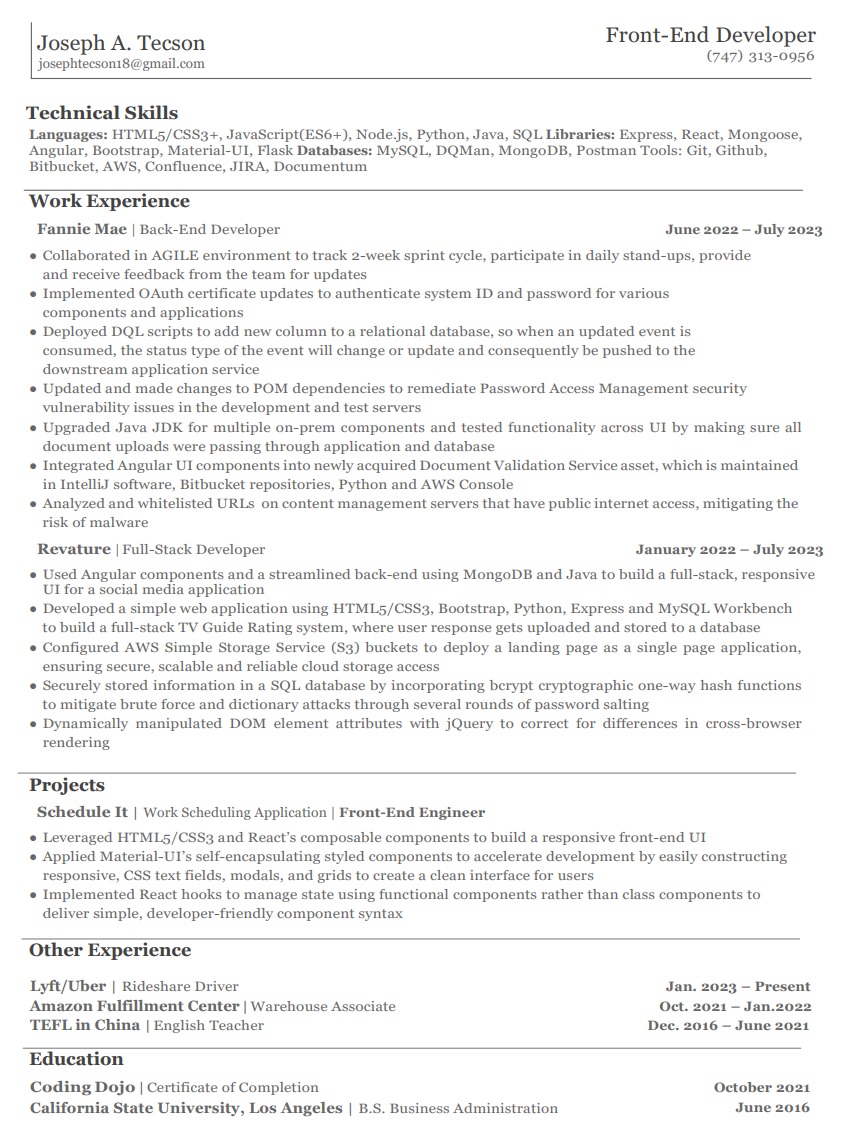 Joseph A. Tecson
josephtecson18@gmail.com
Front-End Developer
(747) 313-0956
Technical Skills
Languages: HTML5/CSS3+, JavaScript(ES6+), Node.js, Python, Java, SQL Libraries: Express, React, Mongoose,
Angular, Bootstrap, Material-UI, Flask Databases: MySQL, DQMan, MongoDB, Postman Tools: Git, Github,
Bitbucket, AWS, Confluence, JIRA, Documentum
Work Experience
Fannie Mae | Back-End Developer June 2022 – July 2023
● Collaborated in AGILE environment to track 2-week sprint cycle, participate in daily stand-ups, provide
and receive feedback from the team for updates
● Implemented OAuth certificate updates to authenticate system ID and password for various
components and applications
● Deployed DQL scripts to add new column to a relational database, so when an updated event is
consumed, the status type of the event will change or update and consequently be pushed to the
downstream application service
● Updated and made changes to POM dependencies to remediate Password Access Management security
vulnerability issues in the development and test servers
● Upgraded Java JDK for multiple on-prem components and tested functionality across UI by making sure all
document uploads were passing through application and database
● Integrated Angular UI components into newly acquired Document Validation Service asset, which is maintained
in IntelliJ software, Bitbucket repositories, Python and AWS Console
● Analyzed and whitelisted URLs on content management servers that have public internet access, mitigating the
risk of malware
Revature | Full-Stack Developer January 2022 – July 2023
● Used Angular components and a streamlined back-end using MongoDB and Java to build a full-stack, responsive
UI for a social media application
● Developed a simple web application using HTML5/CSS3, Bootstrap, Python, Express and MySQL Workbench
to build a full-stack TV Guide Rating system, where user response gets uploaded and stored to a database
● Configured AWS Simple Storage Service (S3) buckets to deploy a landing page as a single page application,
ensuring secure, scalable and reliable cloud storage access
● Securely stored information in a SQL database by incorporating bcrypt cryptographic one-way hash functions
to mitigate brute force and dictionary attacks through several rounds of password salting
● Dynamically manipulated DOM element attributes with jQuery to correct for differences in cross-browser
rendering
Projects
Schedule It | Work Scheduling Application | Front-End Engineer
● Leveraged HTML5/CSS3 and React’s composable components to build a responsive front-end UI
● Applied Material-UI’s self-encapsulating styled components to accelerate development by easily constructing
responsive, CSS text fields, modals, and grids to create a clean interface for users
● Implemented React hooks to manage state using functional components rather than class components to
deliver simple, developer-friendly component syntax
Other Experience
Lyft/Uber | Rideshare Driver Jan. 2023 – Present
Amazon Fulfillment Center | Warehouse Associate Oct. 2021 – Jan.2022
TEFL in China | English Teacher Dec. 2016 – June 2021
Education
Coding Dojo | Certificate of Completion October 2021
California State University, Los Angeles | B.S. Business Administration June 2016